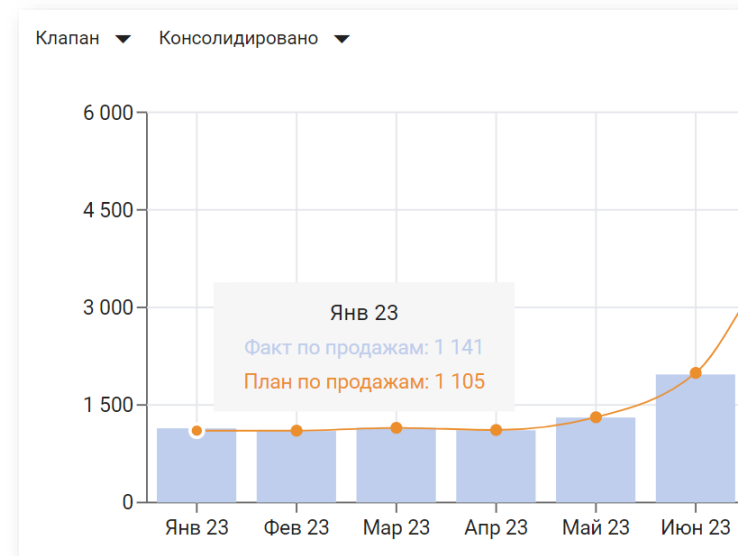 Клапан Консолидировано
6 000
4 500
3 000
1 500
0
Янв 23
Факт по продажам: 1 141
План по продажам: 1 105
Янв 23 Фев 23 Мар 23 Апр 23 Май 23 Июн 23